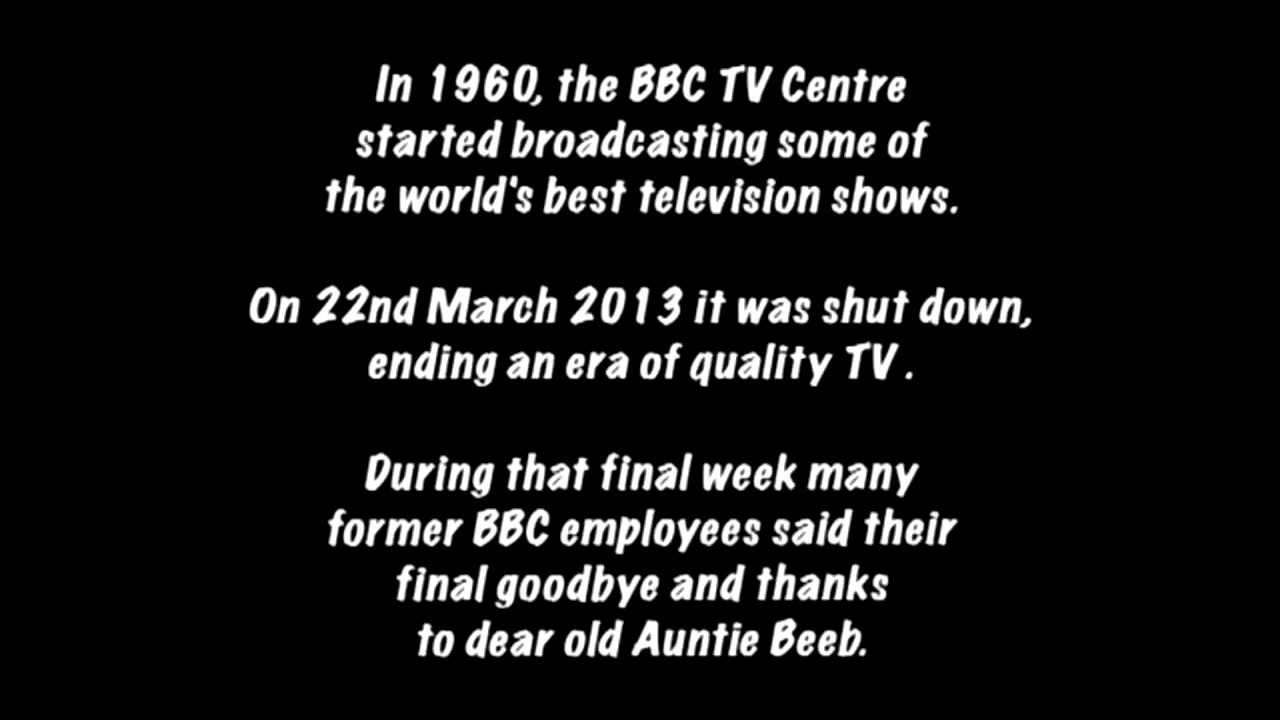 In 1960, the BBC TV Centre
started broadcasting some of
the world's best television shows.
On 22nd March 2013 it was shut down,
ending an era of quality TV .
During that final week many
former BBC employees said their
final goodbye and thanks
to dear old Auntie Beeb.